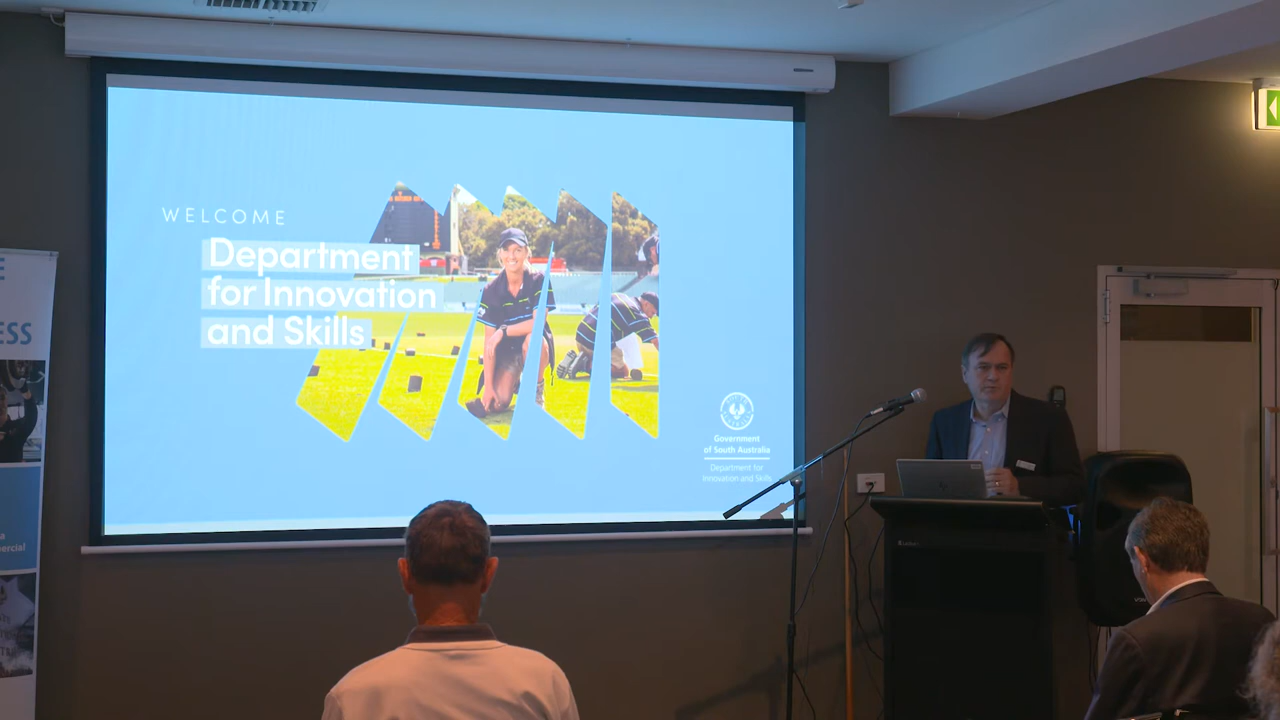 WELCOME
Department
for Innovation
and Skills
Government
of South Australia
Department for
Innovation and Skills
ESS